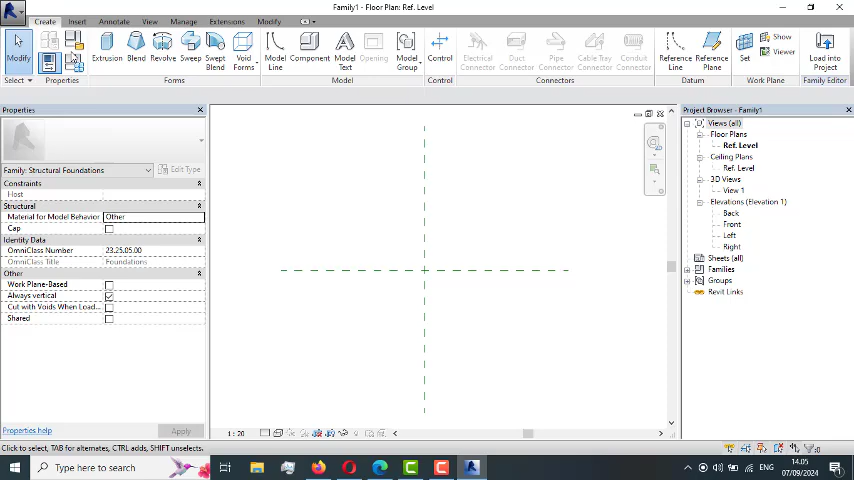 Family1 - Floor Plan: Ref. Level
Create Insert Annotate View Manage Extensions Modify
Modify Extrusion Blend Revolve Sweep Swept Blend Void Forms Model Line Component Model Text Opening Model Group Control Electrical Connector Duct Connector Pipe Connector Cable Tray Connector Conduit Connector Reference Line Reference Plane Set Show Viewer Load into Project
Select Properties Forms Model Control Connectors Datum Work Plane Family Editor
Properties
Family: Structural Foundations Edit Type
Constraints
Host
Structural
Material for Model Behavior Other
Cap
Identity Data
OmniClass Number 23.25.05.00
OmniClass Title Foundations
Other
Work Plane-Based
Always vertical
Cut with Voids When Load...
Shared
Properties help Apply
1 : 20
Project Browser - Family1
Views (all)
Floor Plans
Ref. Level
Ceiling Plans
Ref. Level
3D Views
View 1
Elevations (Elevation 1)
Back
Front
Left
Right
Sheets (all)
Families
Groups
Revit Links
Click to select, TAB for alternates, CTRL adds, SHIFT unselects. :0
Type here to search
ENG
14.05
07/09/2024